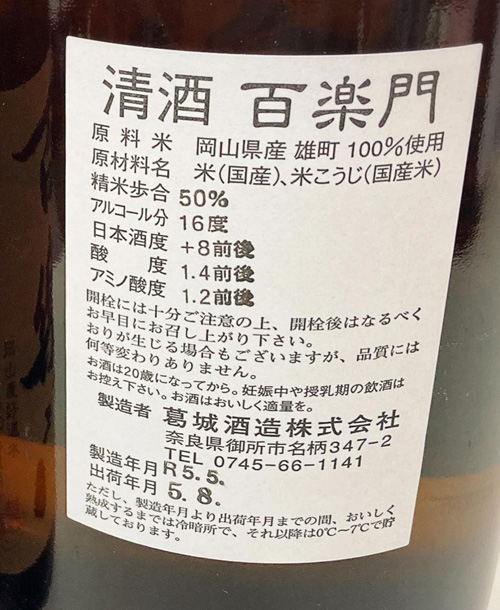 清酒 百楽門
原料米 岡山県産 雄町 100%使用
原材料名 米(国産)、米こうじ(国産米)
精米歩合 50%
アルコール分 16度
日本酒度 +8前後
酸度 1.4前後
アミノ酸度 1.2前後
開栓には十分ご注意の上、開栓後はなるべく
お早目にお召し上がり下さい。
おりが生じる場合もございますが、品質には
何等変わりありません。
お酒は20歳になってから。妊娠中や授乳期の飲酒は
お控え下さい。お酒はおいしく適量を。
製造者 葛城酒造株式会社
奈良県御所市名柄347-2
TEL 0745-66-1141
製造年月 R5.5.
出荷年月 5.8.
ただし、製造年月より出荷年月までの間、おいしく
熟成するまでは冷暗所で、それ以降は0℃~7℃で貯
蔵しております。